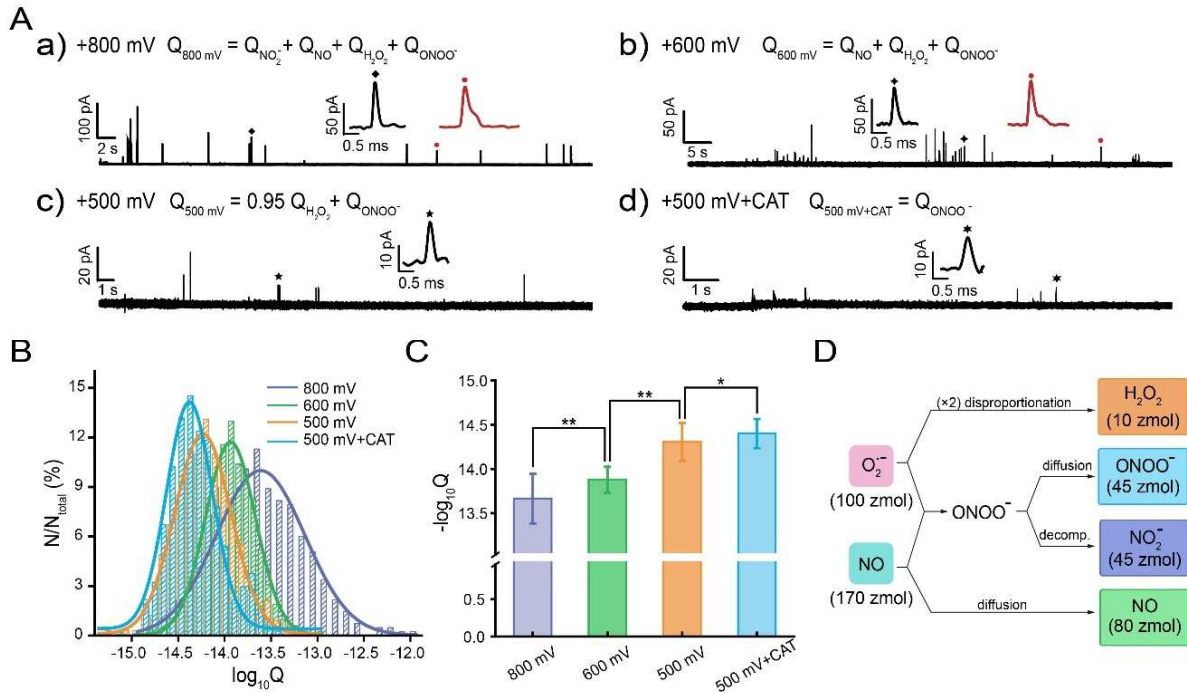 A
a) +800 mV Q800 mV = QNO2- + QNO + QH2O2 + QONOO-
100 pA
2 s
50 pA
0.5 ms
b) +600 mV Q600 mV = QNO + QH2O2 + QONOO-
50 pA
5 s
50 pA
0.5 ms
c) +500 mV Q500 mV = 0.95 QH2O2 + QONOO-
20 pA
1 s
10 pA
0.5 ms
d) +500 mV+CAT Q500 mV+CAT = QONOO-
20 pA
1 s
10 pA
0.5 ms
B
N/Ntotal (%)
15
12
9
6
3
0
800 mV
600 mV
500 mV
500 mV+CAT
-15.0 -14.5 -14.0 -13.5 -13.0 -12.5 -12.0
log10Q
C
-log10Q
15.0
14.5
14.0
13.5
0.5
0.0
** ** *
800 mV 600 mV 500 mV 500 mV+CAT
D
(×2) disproportionation
H2O2
(10 zmol)
O2•-
(100 zmol)
diffusion
ONOO-
(45 zmol)
ONOO-
decomp.
NO2-
(45 zmol)
NO
(170 zmol)
diffusion
NO
(80 zmol)